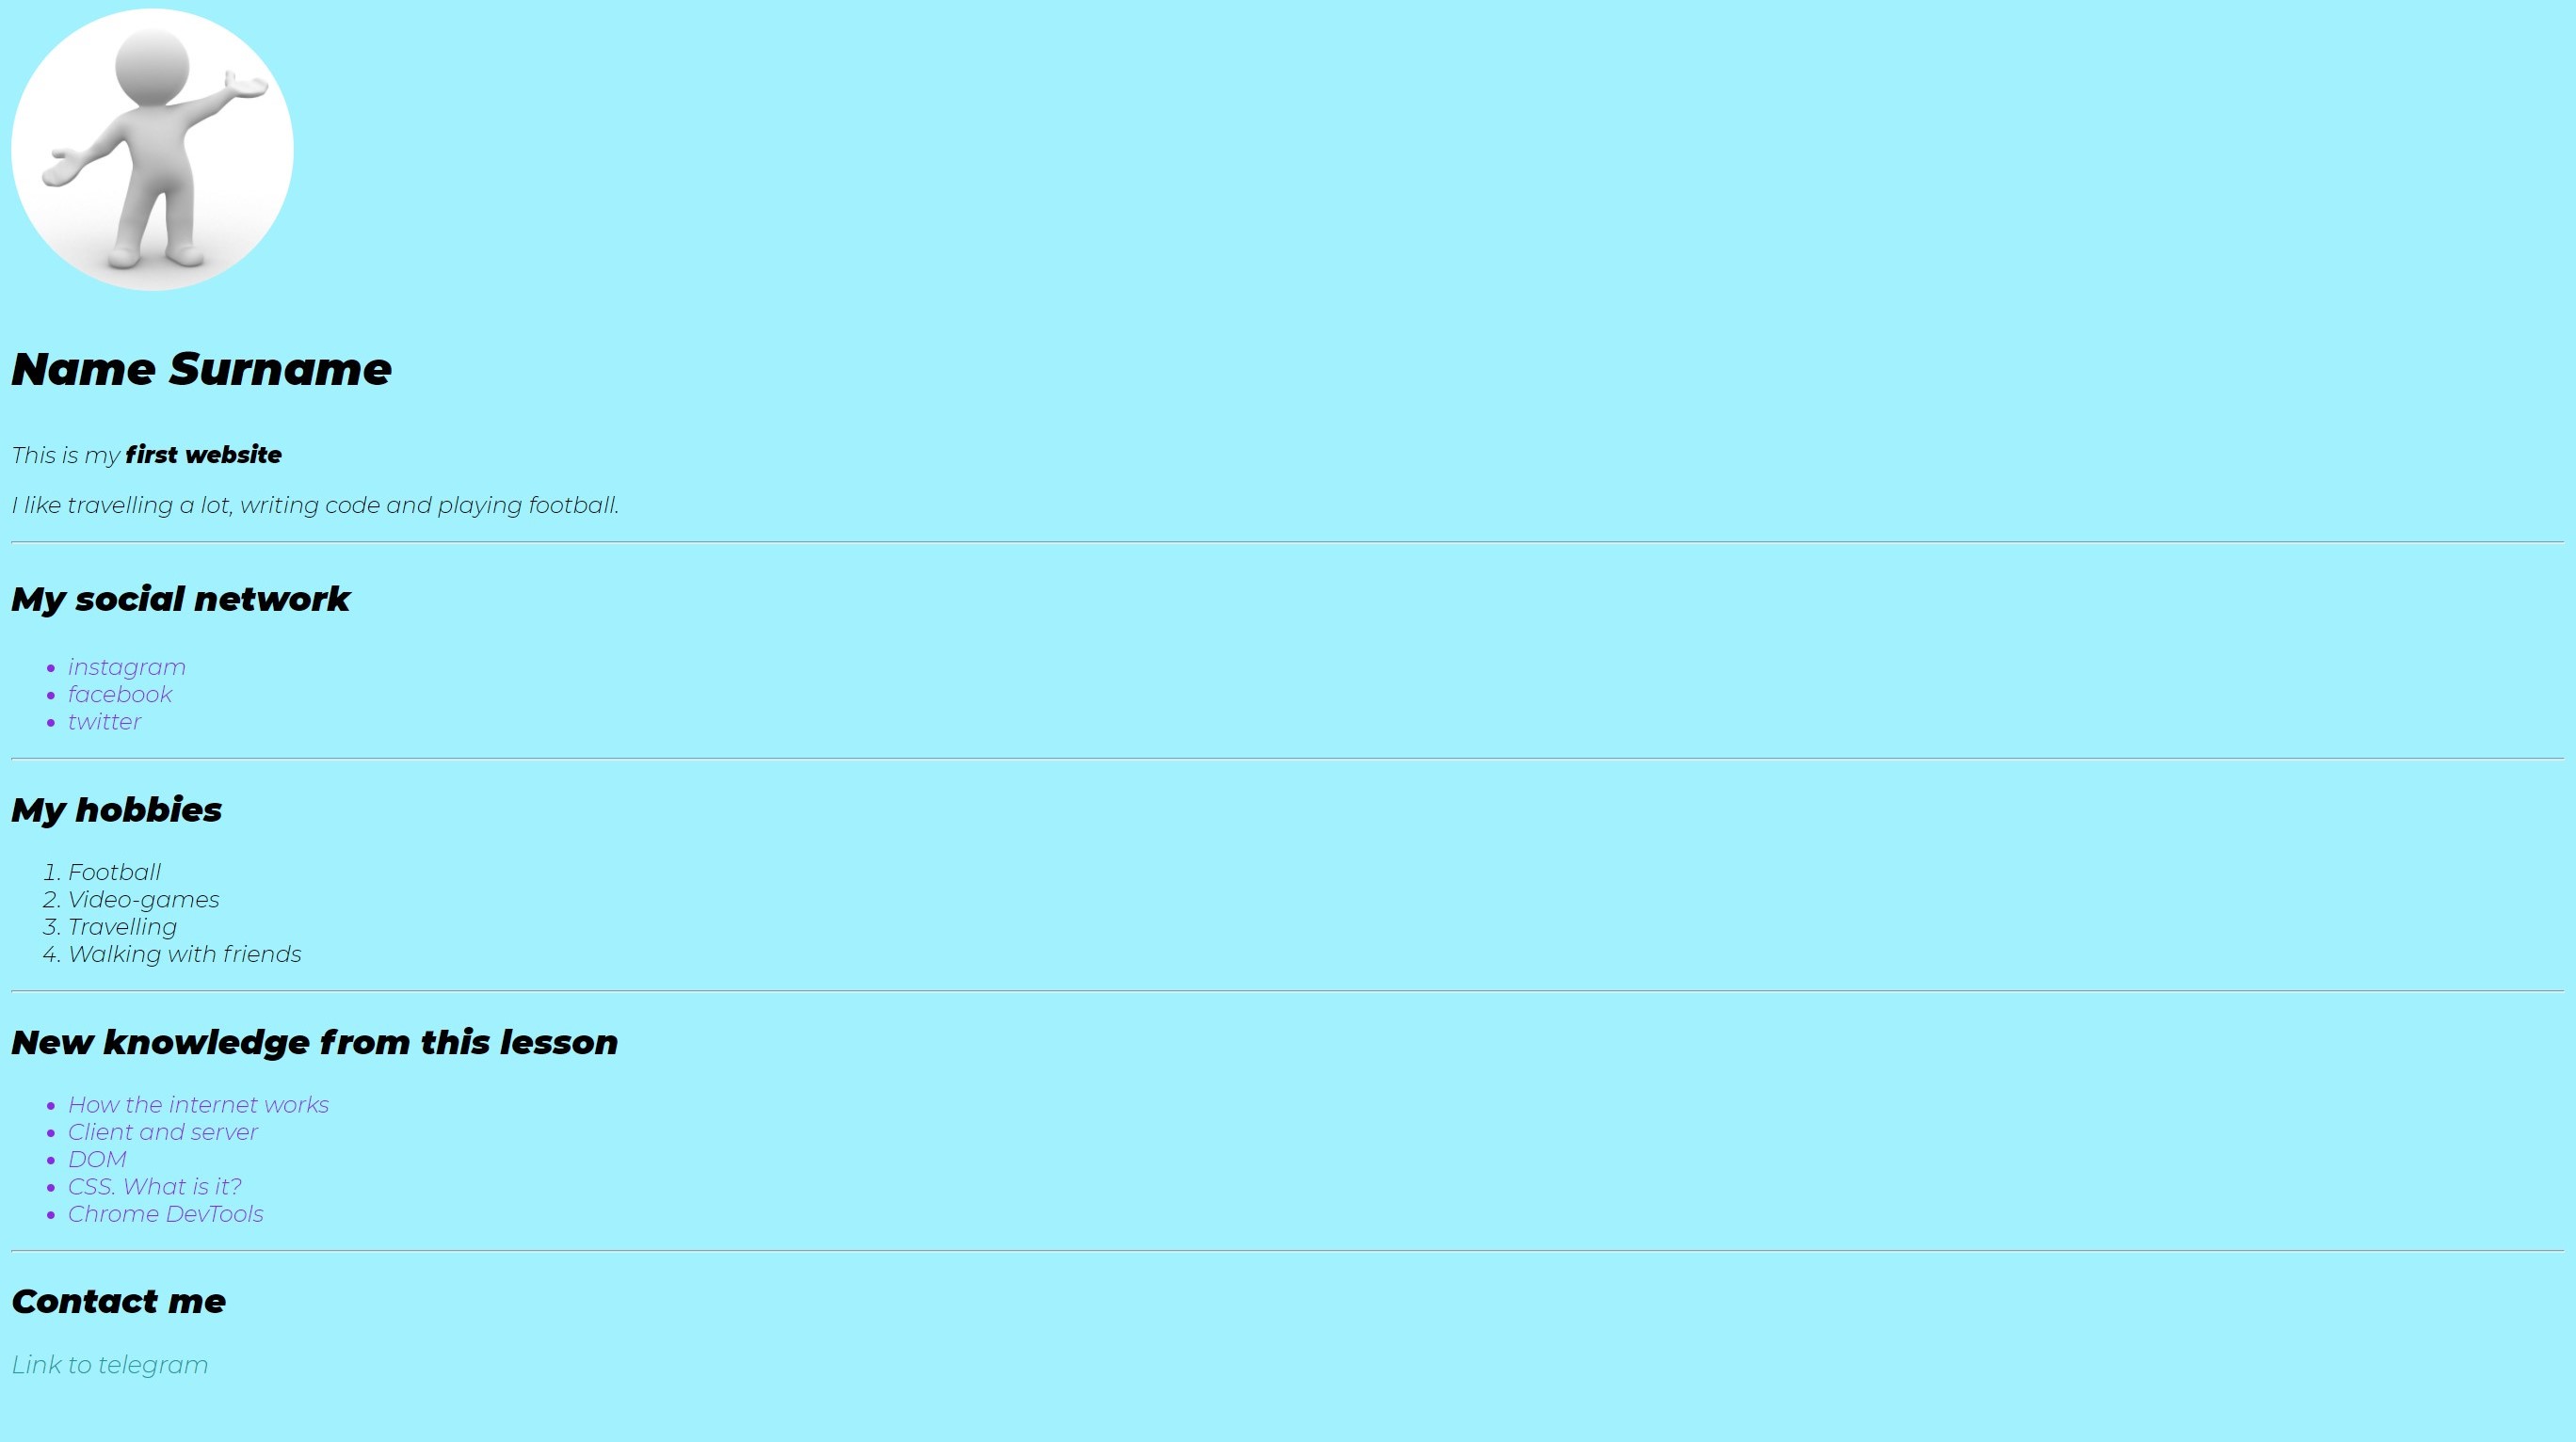 Name Surname
This is my first website
I like travelling a lot, writing code and playing football.
My social network
• instagram
• facebook
• twitter
My hobbies
1. Football
2. Video-games
3. Travelling
4. Walking with friends
New knowledge from this lesson
• How the internet works
• Client and server
• DOM
• CSS. What is it?
• Chrome DevTools
Contact me
Link to telegram